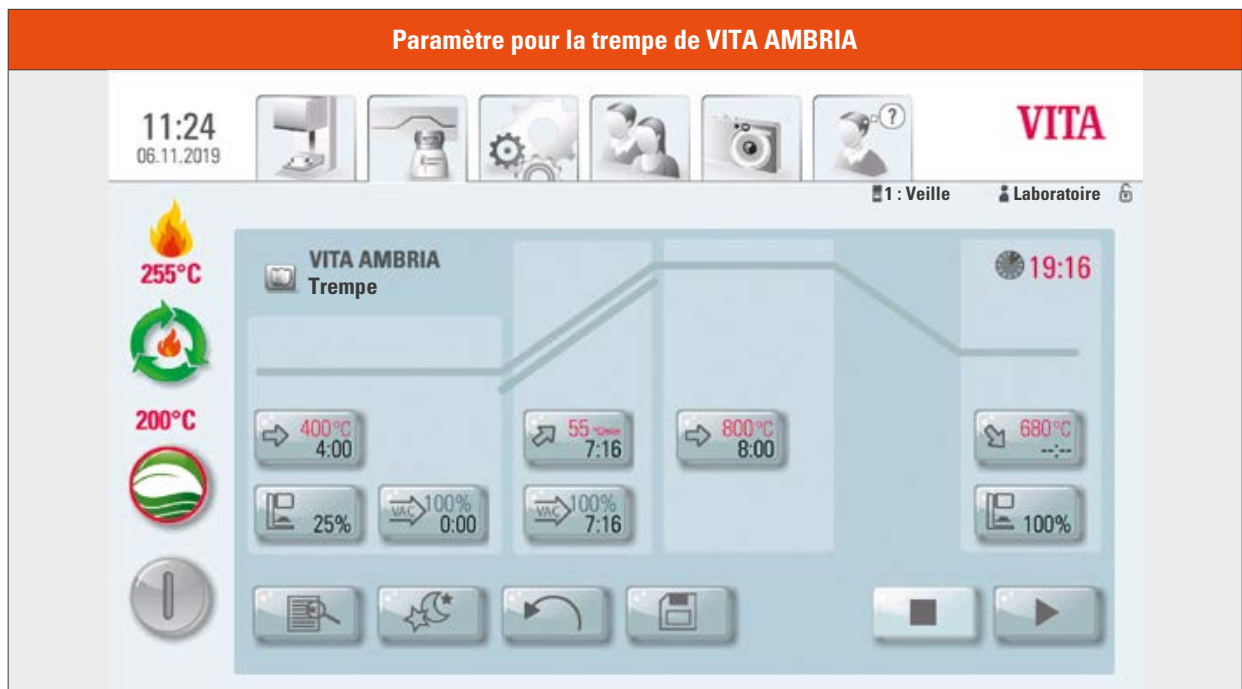 Paramètre pour la trempe de VITA AMBRIA
11:24
06.11.2019
?
VITA
1 : Veille
Laboratoire
255°C
VITA AMBRIA
Trempe
19:16
200°C
400°C
4:00
55 °C/min
7:16
800°C
8:00
680°C
--:--
25%
VAC 100%
0:00
VAC 100%
7:16
100%